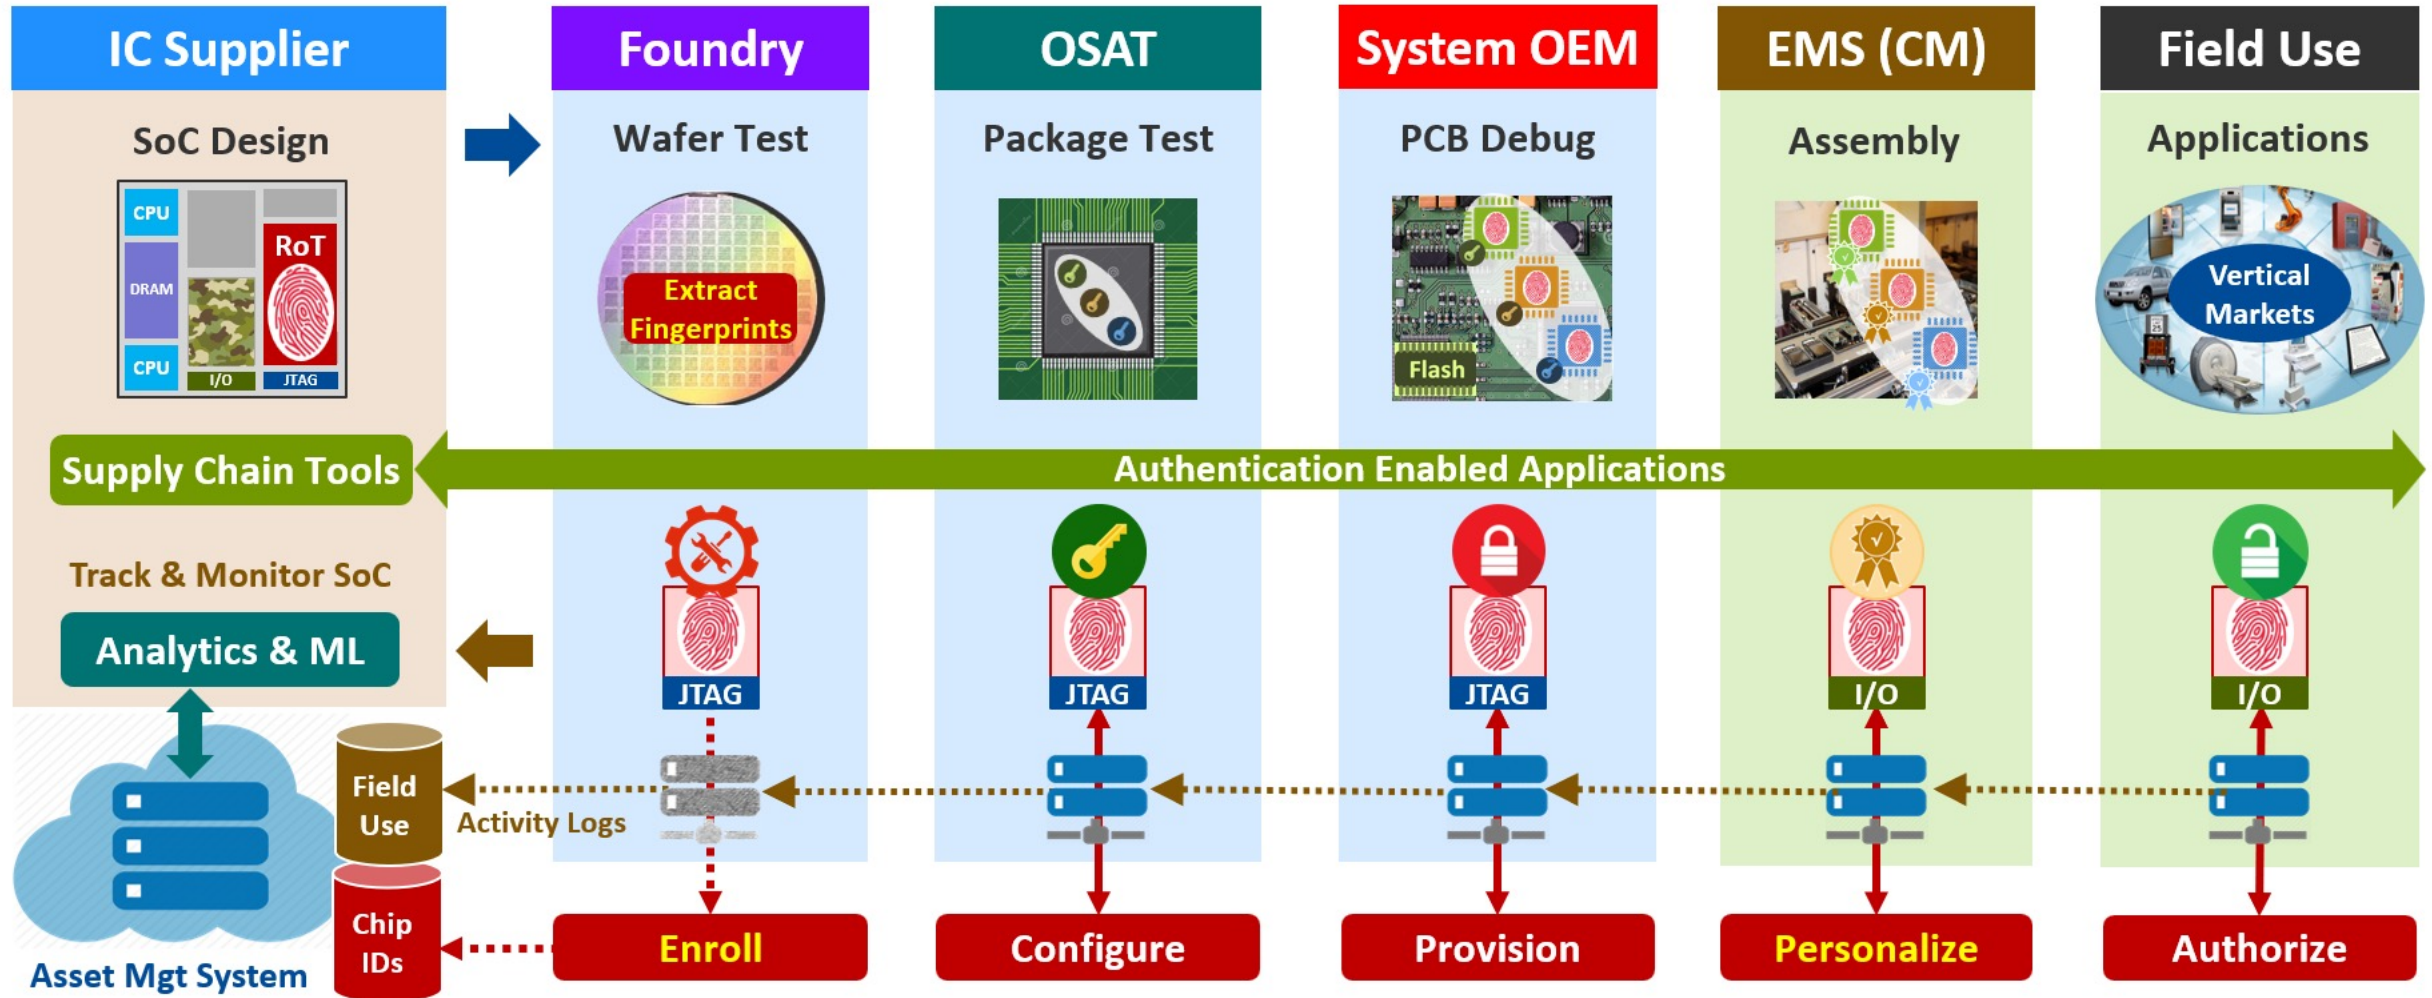 IC Supplier
Foundry
OSAT
System OEM
EMS (CM)
Field Use
SoC Design
Wafer Test
Package Test
PCB Debug
Assembly
Applications
CPU
DRAM
CPU
RoT
I/O
JTAG
Extract
Fingerprints
Flash
Vertical
Markets
Supply Chain Tools
Authentication Enabled Applications
Track & Monitor SoC
Analytics & ML
JTAG
JTAG
JTAG
I/O
I/O
Field
Use
Activity Logs
Chip
IDs
Asset Mgt System
Enroll
Configure
Provision
Personalize
Authorize